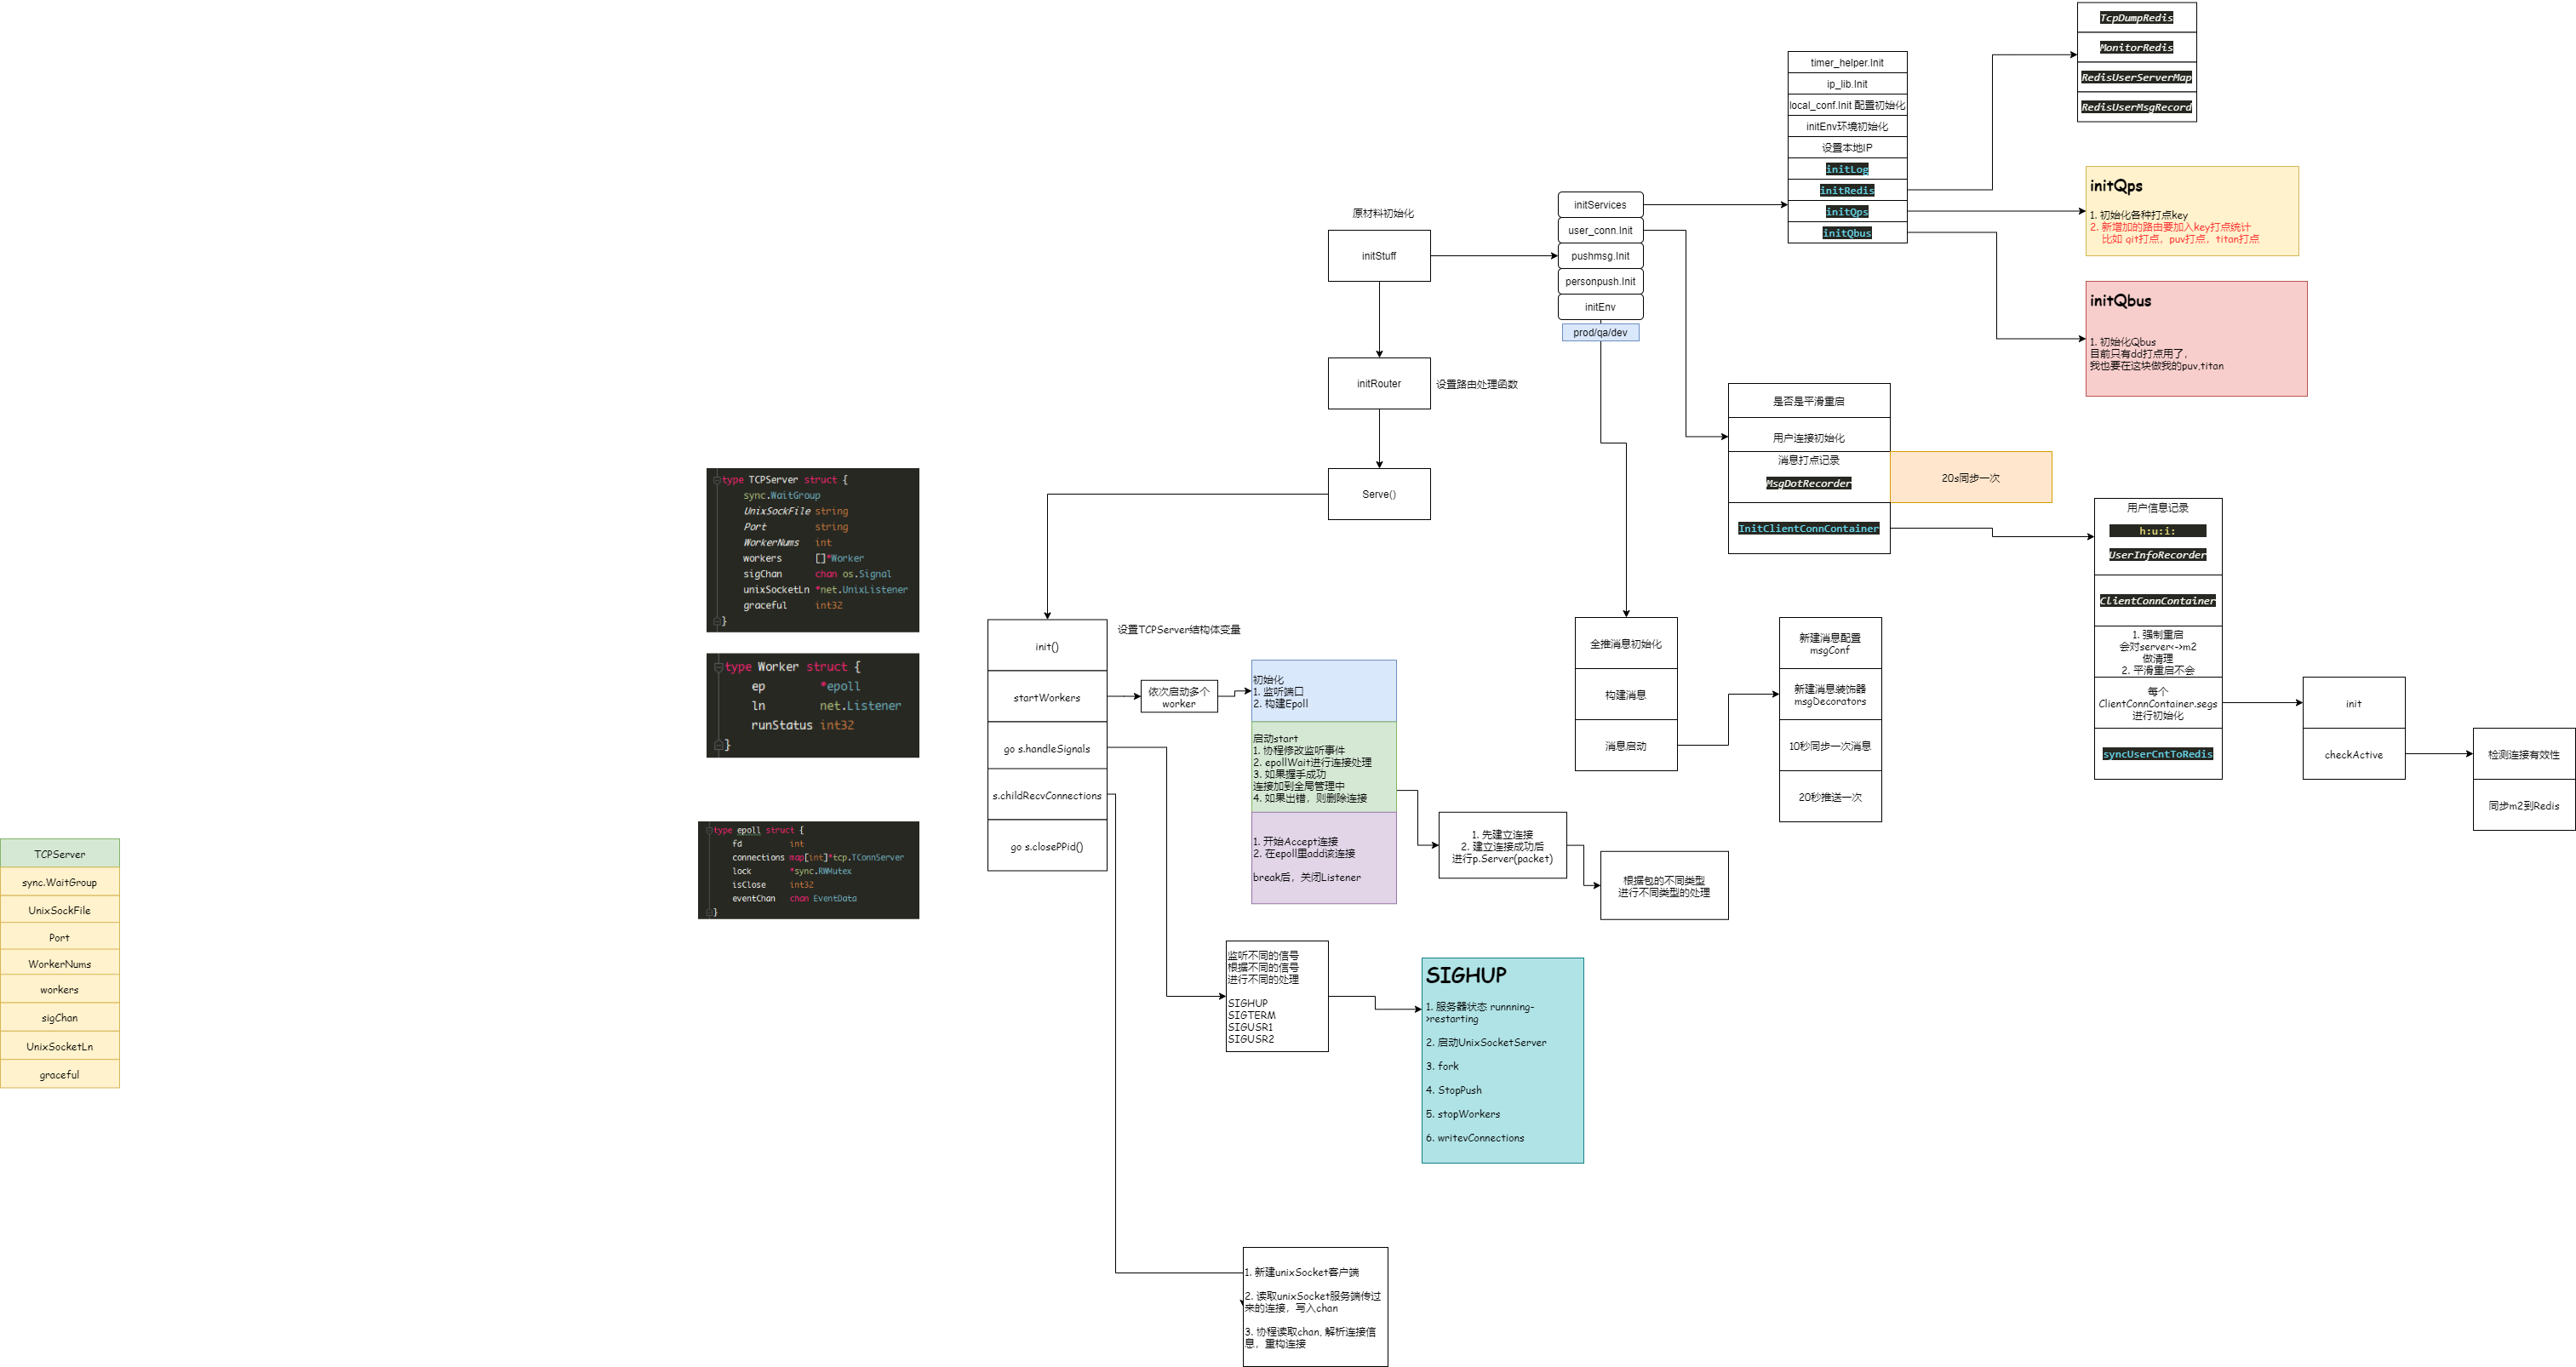 TcpDumpRedis
MonitorRedis
RedisUserServerMap
RedisUserMsgRecord
timer_helper.Init
ip_lib.Init
local_conf.Init 配置初始化
initEnv环境初始化
设置本地IP
initLog
initRedis
initQps
initQbus
initQps
1. 初始化各种打点key
2. 新增加的路由要加入key打点统计
比如 qit打点，puv打点，titan打点
initQbus
1. 初始化Qbus
目前只有dd打点用了，
我也要在这块做我的puv,titan
原材料初始化
initStuff
initServices
user_conn.Init
pushmsg.Init
personpush.Init
initEnv
prod/qa/dev
initRouter
设置路由处理函数
Serve()
是否是平滑重启
用户连接初始化
消息打点记录
MsgDotRecorder
20s同步一次
InitClientConnContainer
用户信息记录
h:u:i:
UserInfoRecorder
ClientConnContainer
1. 强制重启
会对server<->m2
做清理
2. 平滑重启不会
每个
ClientConnContainer.segs
进行初始化
syncUserCntToRedis
init
checkActive
检测连接有效性
同步m2到Redis
type TCPServer struct {
sync.WaitGroup
UnixSockFile string
Port string
WorkerNums int
workers []*Worker
sigChan chan os.Signal
unixSocketLn *net.UnixListener
graceful int32
}
type Worker struct {
ep *epoll
ln net.Listener
runStatus int32
}
type epoll struct {
fd int
connections map[int]*tcp.TConnServer
lock *sync.RWMutex
isClose int32
eventChan chan EventData
}
init()
设置TCPServer结构体变量
startWorkers
go s.handleSignals
s.childRecvConnections
go s.closePPid()
依次启动多个
worker
初始化
1. 监听端口
2. 构建Epoll
启动start
1. 协程修改监听事件
2. epollWait进行连接处理
3. 如果握手成功
连接加到全局管理中
4. 如果出错，则删除连接
1. 开始Accept连接
2. 在epoll里add该连接
break后，关闭Listener
1. 先建立连接
2. 建立连接成功后
进行p.Server(packet)
根据包的不同类型
进行不同类型的处理
全推消息初始化
构建消息
消息启动
新建消息配置
msgConf
新建消息装饰器
msgDecorators
10秒同步一次消息
20秒推送一次
TCPServer
sync.WaitGroup
UnixSockFile
Port
WorkerNums
workers
sigChan
UnixSocketLn
graceful
监听不同的信号
根据不同的信号
进行不同的处理
SIGHUP
SIGTERM
SIGUSR1
SIGUSR2
SIGHUP
1. 服务器状态 runnning-
>restarting
2. 启动UnixSocketServer
3. fork
4. StopPush
5. stopWorkers
6. writevConnections
1. 新建unixSocket客户端
2. 读取unixSocket服务端传过
来的连接，写入chan
3. 协程读取chan, 解析连接信
息，重构连接